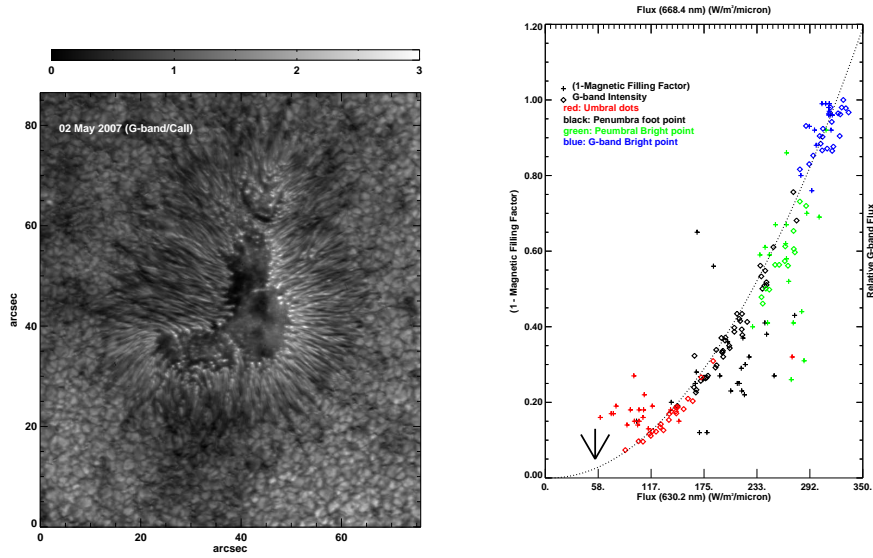 0 1 2 3
02 May 2007 (G-band/CaII)
80
60
40
20
0
arcsec
0 20 40 60
arcsec
Flux (668.4 nm) (W/m²/micron)
1.20
1.00
0.80
0.60
0.40
0.20
0.00
(1 - Magnetic Filling Factor)
(1-Magnetic Filling Factor)
G-band Intensity
red: Umbral dots
black: Penumbra foot point
green: Peumbral Bright point
blue: G-band Bright point
Relative G-band Flux
0. 58. 117. 175. 233. 292. 350.
Flux (630.2 nm) (W/m²/micron)